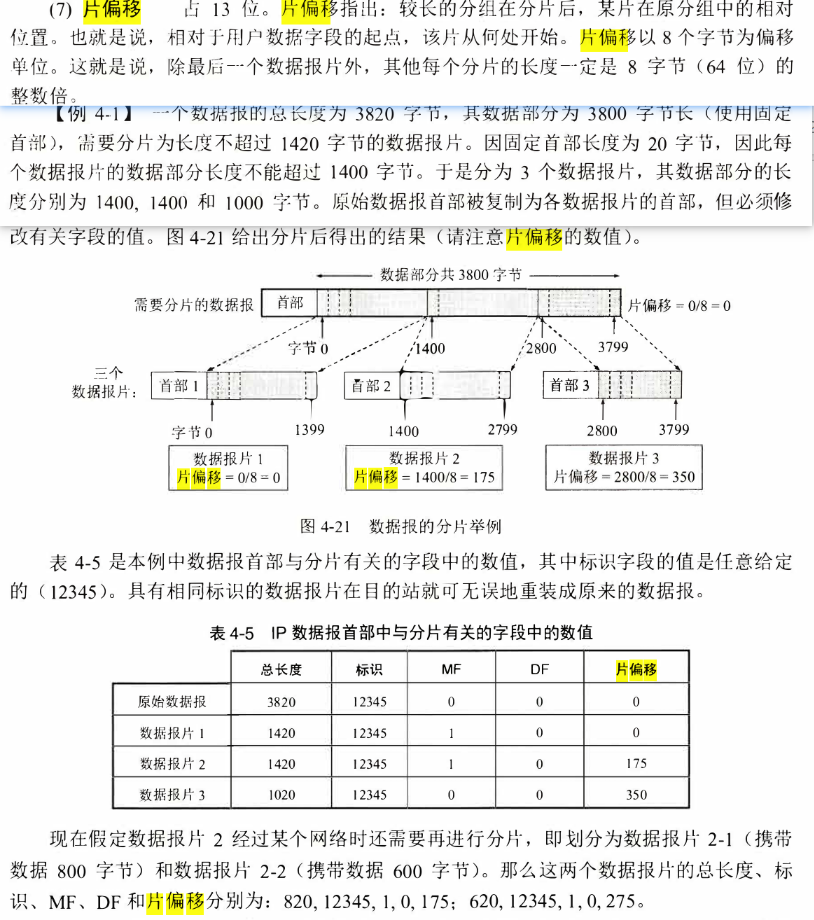 (7) 片偏移 占 13 位。片偏移指出：较长的分组在分片后，某片在原分组中的相对
位置。也就是说，相对于用户数据字段的起点，该片从何处开始。片偏移以 8 个字节为偏移
单位。这就是说，除最后一个数据报片外，其他每个分片的长度一定是 8 字节（64 位）的
整数倍。
【例 4-1】 一个数据报的总长度为 3820 字节，其数据部分为 3800 字节长（使用固定
首部），需要分片为长度不超过 1420 字节的数据报片。因固定首部长度为 20 字节，因此每
个数据报片的数据部分长度不能超过 1400 字节。于是分为 3 个数据报片，其数据部分的长
度分别为 1400, 1400 和 1000 字节。原始数据报首部被复制为各数据报片的首部，但必须修
改有关字段的值。图 4-21 给出分片后得出的结果（请注意片偏移的数值）。
数据部分共 3800 字节
需要分片的数据报 首部 片偏移 = 0/8 = 0
字节 0 1400 2800 3799
三个
数据报片： 首部 1 首部 2 首部 3
字节 0 1399 1400 2799 2800 3799
数据报片 1 数据报片 2 数据报片 3
片偏移 = 0/8 = 0 片偏移 = 1400/8 = 175 片偏移 = 2800/8 = 350
图 4-21 数据报的分片举例
表 4-5 是本例中数据报首部与分片有关的字段中的数值，其中标识字段的值是任意给定
的（12345）。具有相同标识的数据报片在目的站就可无误地重装成原来的数据报。
表 4-5 IP 数据报首部中与分片有关的字段中的数值
总长度 标识 MF DF 片偏移
原始数据报 3820 12345 0 0 0
数据报片 1 1420 12345 1 0 0
数据报片 2 1420 12345 1 0 175
数据报片 3 1020 12345 0 0 350
现在假定数据报片 2 经过某个网络时还需要再进行分片，即划分为数据报片 2-1（携带
数据 800 字节）和数据报片 2-2（携带数据 600 字节）。那么这两个数据报片的总长度、标
识、MF、DF 和片偏移分别为：820, 12345, 1, 0, 175；620, 12345, 1, 0, 275。